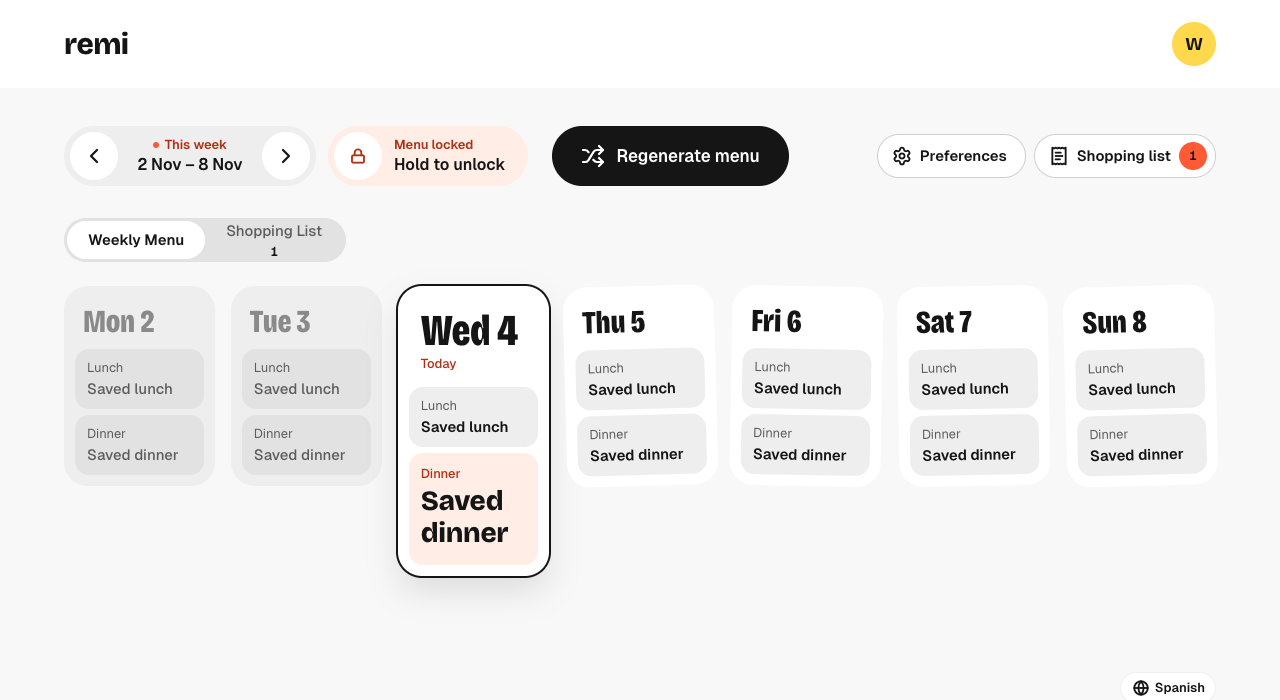 remi
W
This week
2 Nov – 8 Nov
Menu locked
Hold to unlock
Regenerate menu
Preferences
Shopping list 1
Weekly Menu
Shopping List
1
Mon 2
Lunch
Saved lunch
Dinner
Saved dinner
Tue 3
Lunch
Saved lunch
Dinner
Saved dinner
Wed 4
Today
Lunch
Saved lunch
Dinner
Saved
dinner
Thu 5
Lunch
Saved lunch
Dinner
Saved dinner
Fri 6
Lunch
Saved lunch
Dinner
Saved dinner
Sat 7
Lunch
Saved lunch
Dinner
Saved dinner
Sun 8
Lunch
Saved lunch
Dinner
Saved dinner
Spanish